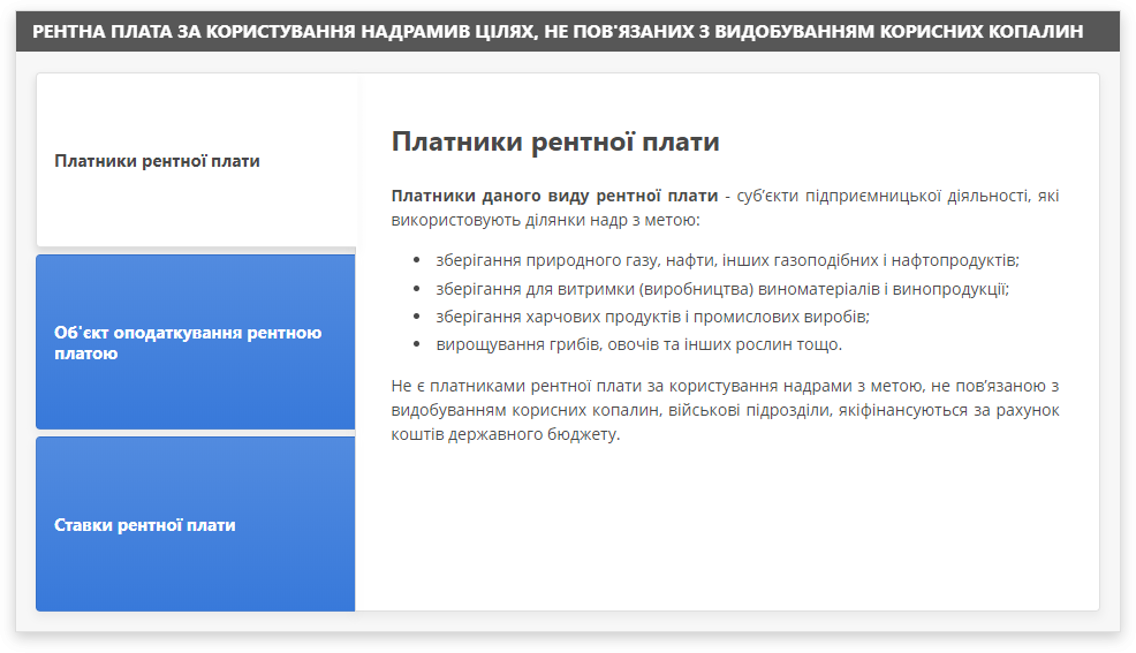 РЕНТНА ПЛАТА ЗА КОРИСТУВАННЯ НАДРАМИВ ЦІЛЯХ, НЕ ПОВ'ЯЗАНИХ З ВИДОБУВАННЯМ КОРИСНИХ КОПАЛИН
Платники рентної плати
Об'єкт оподаткування рентною
платою
Ставки рентної плати
Платники рентної плати
Платники даного виду рентної плати - суб’єкти підприємницької діяльності, які
використовують ділянки надр з метою:
• зберігання природного газу, нафти, інших газоподібних і нафтопродуктів;
• зберігання для витримки (виробництва) виноматеріалів і винопродукції;
• зберігання харчових продуктів і промислових виробів;
• вирощування грибів, овочів та інших рослин тощо.
Не є платниками рентної плати за користування надрами з метою, не пов’язаною з
видобуванням корисних копалин, військові підрозділи, якіфінансуються за рахунок
коштів державного бюджету.